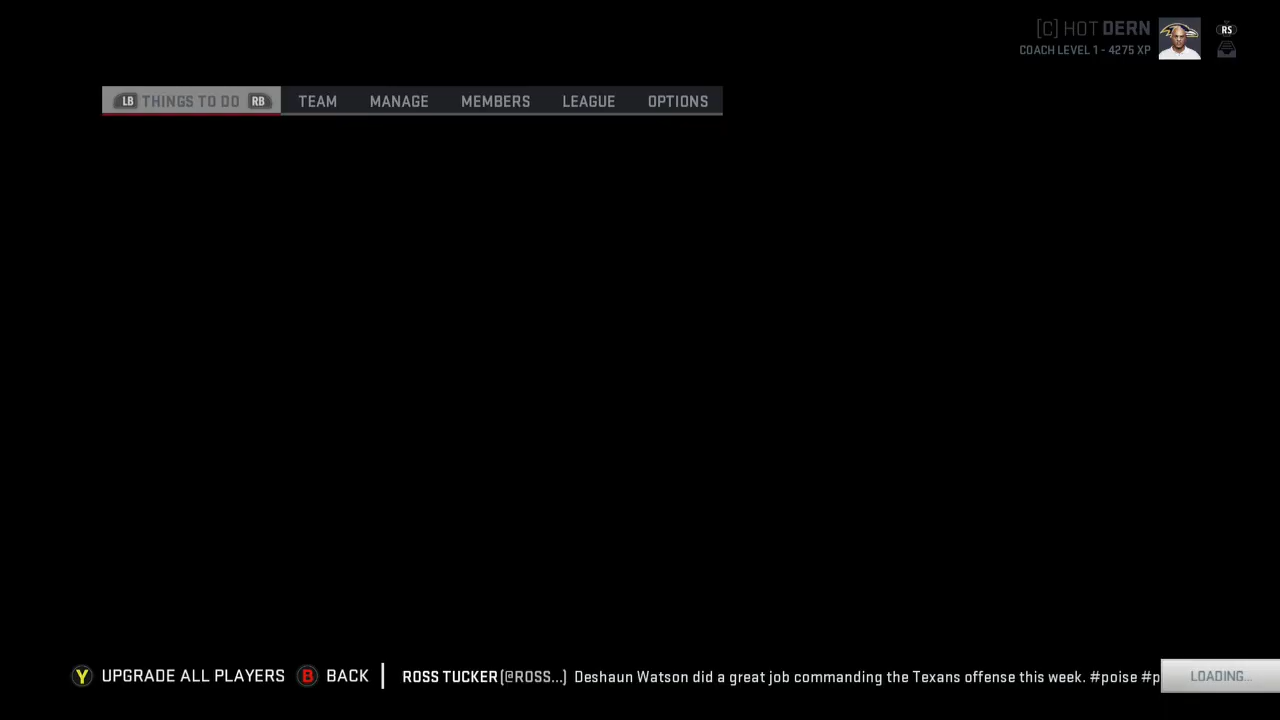 [C] HOT DERN
COACH LEVEL 1 - 4275 XP
RS
LB THINGS TO DO RB TEAM MANAGE MEMBERS LEAGUE OPTIONS
Y UPGRADE ALL PLAYERS B BACK ROSS TUCKER(@ROSS...) Deshaun Watson did a great job commanding the Texans offense this week. #poise #p
LOADING...